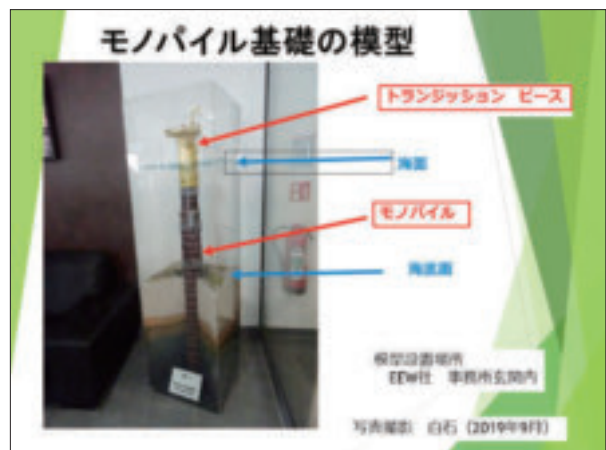 モノパイル基礎の模型
トランジッション ピース
海面
モノパイル
海底面
模型設置場所
EEW社 事務所玄関内
写真撮影 白石（2019年9月）